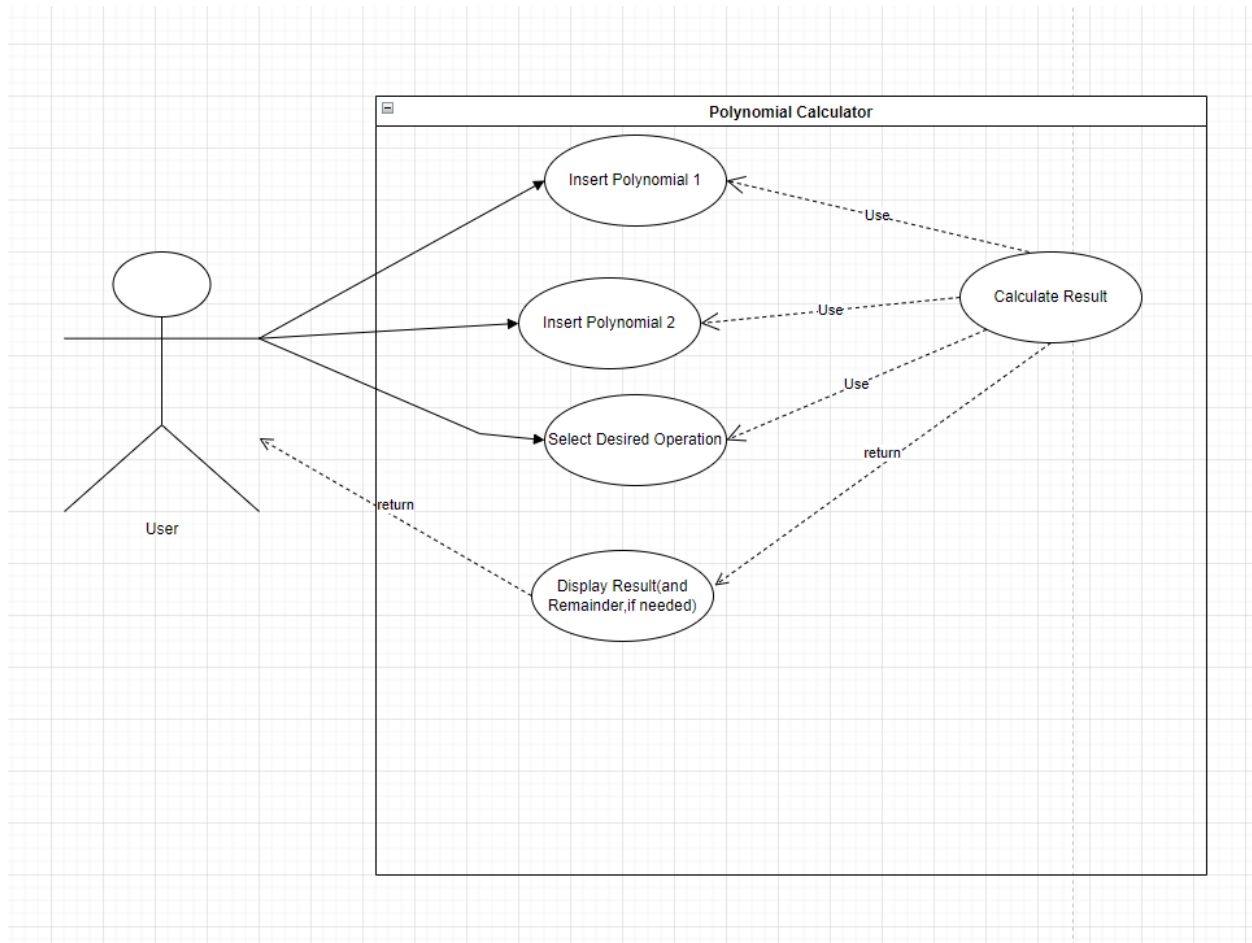 Polynomial Calculator
Insert Polynomial 1
Use
Calculate Result
Insert Polynomial 2
Use
Use
Select Desired Operation
return
return
User
Display Result(and
Remainder,if needed)